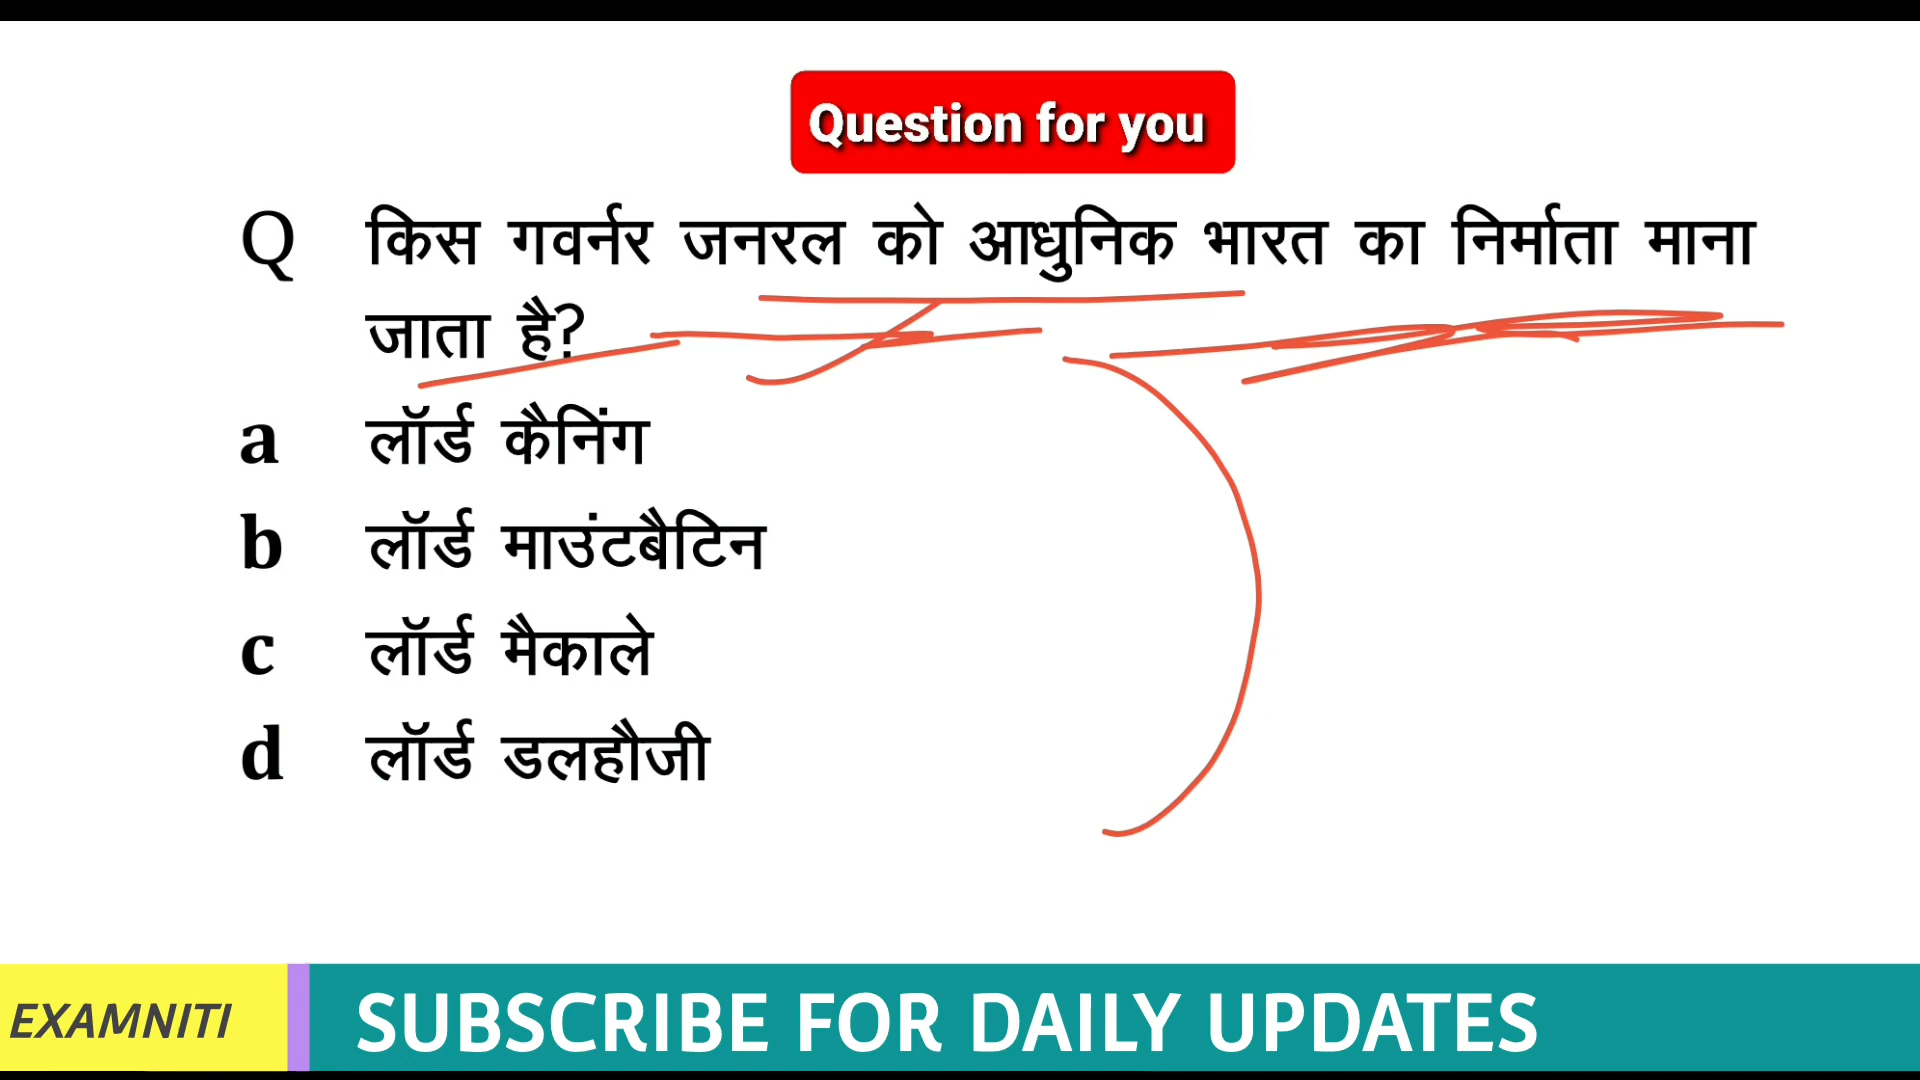 Question for you
Q किस गवर्नर जनरल को आधुनिक भारत का निर्माता माना
जाता है?
a लॉर्ड कैनिंग
b लॉर्ड माउंटबैटिन
c लॉर्ड मैकाले
d लॉर्ड डलहौजी
EXAMNITI SUBSCRIBE FOR DAILY UPDATES